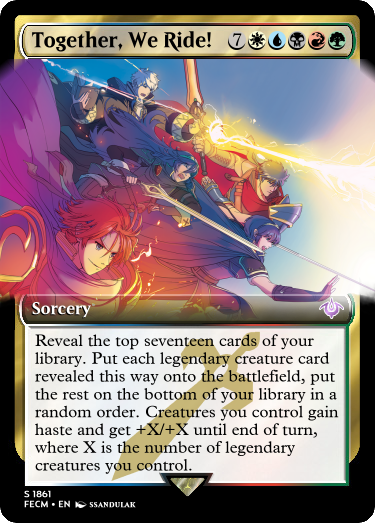 Together, We Ride! 7
Sorcery
Reveal the top seventeen cards of your
library. Put each legendary creature card
revealed this way onto the battlefield, put
the rest on the bottom of your library in a
random order. Creatures you control gain
haste and get +X/+X until end of turn,
where X is the number of legendary
creatures you control.
S 1861
FECM • EN SSANDULAK